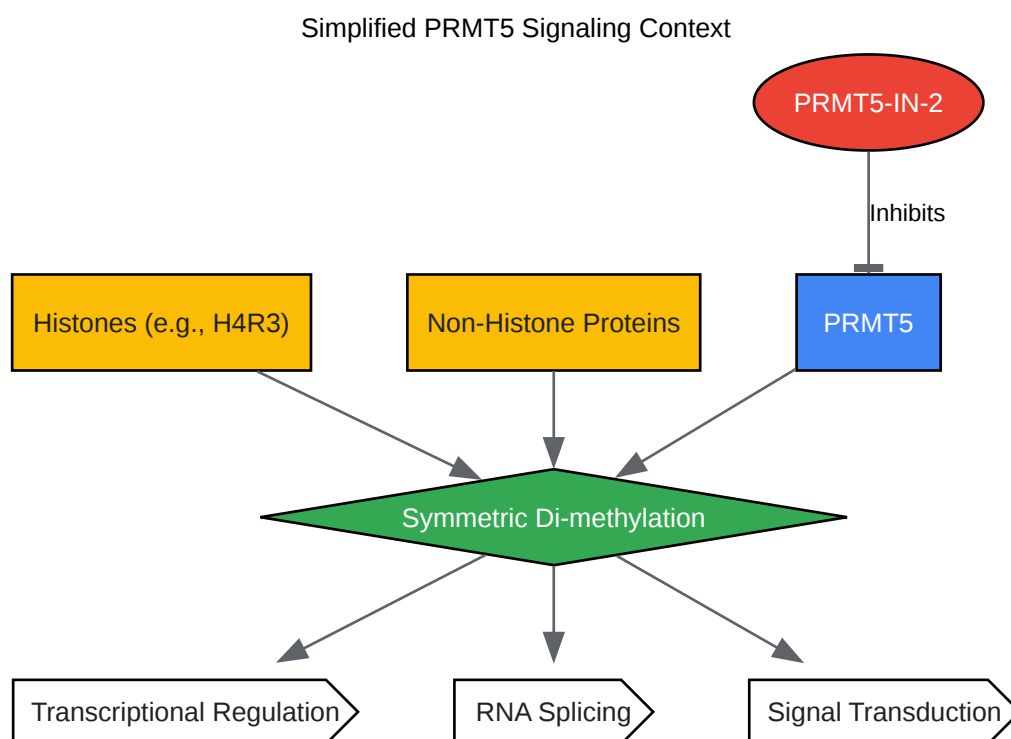 Simplified PRMT5 Signaling Context
PRMT5-IN-2
Inhibits
Histones (e.g., H4R3)
Non-Histone Proteins
PRMT5
Symmetric Di-methylation
Transcriptional Regulation
RNA Splicing
Signal Transduction